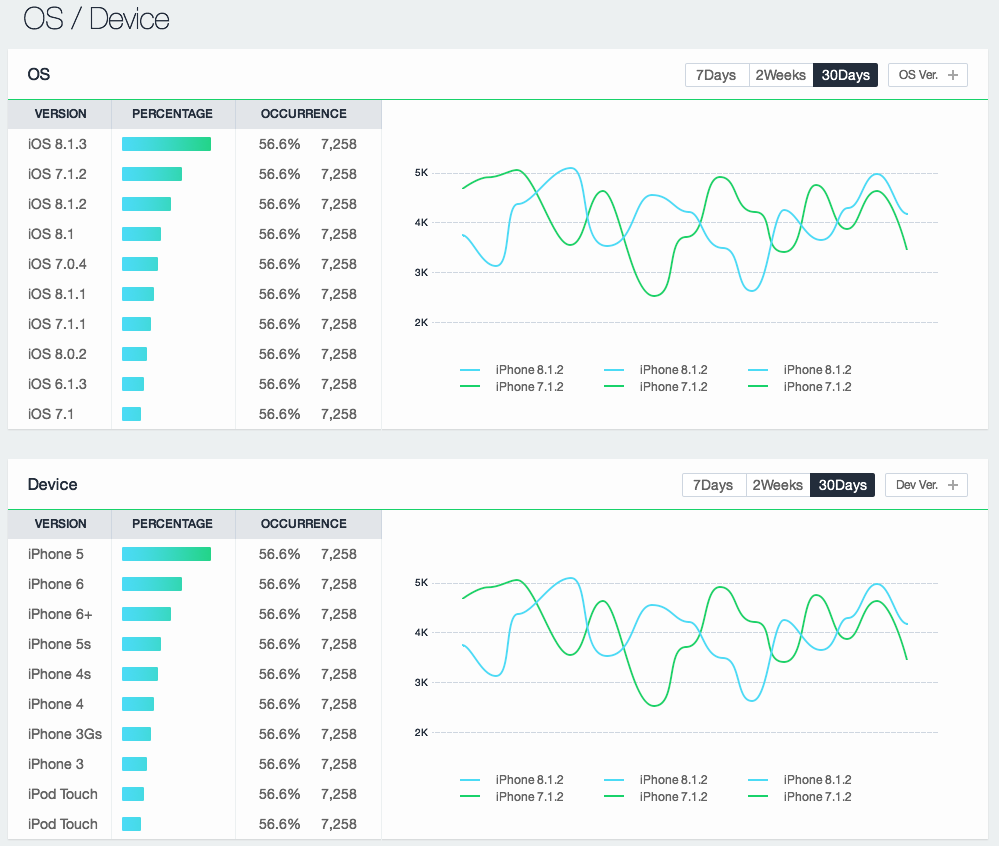 OS / Device
OS
7Days 2Weeks 30Days OS Ver. +
VERSION PERCENTAGE OCCURRENCE
iOS 8.1.3 56.6% 7,258
iOS 7.1.2 56.6% 7,258
iOS 8.1.2 56.6% 7,258
iOS 8.1 56.6% 7,258
iOS 7.0.4 56.6% 7,258
iOS 8.1.1 56.6% 7,258
iOS 7.1.1 56.6% 7,258
iOS 8.0.2 56.6% 7,258
iOS 6.1.3 56.6% 7,258
iOS 7.1 56.6% 7,258
5K
4K
3K
2K
iPhone 8.1.2 iPhone 8.1.2 iPhone 8.1.2
iPhone 7.1.2 iPhone 7.1.2 iPhone 7.1.2
Device
7Days 2Weeks 30Days Dev Ver. +
VERSION PERCENTAGE OCCURRENCE
iPhone 5 56.6% 7,258
iPhone 6 56.6% 7,258
iPhone 6+ 56.6% 7,258
iPhone 5s 56.6% 7,258
iPhone 4s 56.6% 7,258
iPhone 4 56.6% 7,258
iPhone 3Gs 56.6% 7,258
iPhone 3 56.6% 7,258
iPod Touch 56.6% 7,258
iPod Touch 56.6% 7,258
5K
4K
3K
2K
iPhone 8.1.2 iPhone 8.1.2 iPhone 8.1.2
iPhone 7.1.2 iPhone 7.1.2 iPhone 7.1.2